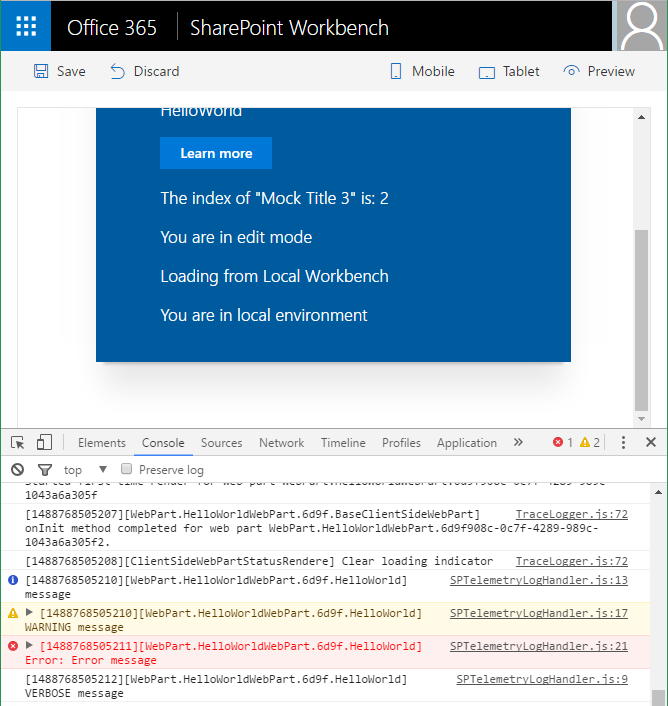 Office 365 SharePoint Workbench
Save Discard Mobile Tablet Preview
HelloWorld
Learn more
The index of "Mock Title 3" is: 2
You are in edit mode
Loading from Local Workbench
You are in local environment
Elements Console Sources Network Timeline Profiles Application » 1 2
top Preserve log
1043a6a305f
[1488768505207][WebPart.HelloWorldWebPart.6d9f.BaseClientSideWebPart] TraceLogger.js:72
onInit method completed for web part WebPart.HelloWorldWebPart.6d9f908c-0c7f-4289-989c-
1043a6a305f2.
[1488768505208][ClientSideWebPartStatusRendere] Clear loading indicator TraceLogger.js:72
[1488768505210][WebPart.HelloWorldWebPart.6d9f.HelloWorld] SPTelemetryLogHandler.js:13
message
[1488768505210][WebPart.HelloWorldWebPart.6d9f.HelloWorld] SPTelemetryLogHandler.js:17
WARNING message
[1488768505211][WebPart.HelloWorldWebPart.6d9f.HelloWorld] SPTelemetryLogHandler.js:21
Error: Error message
[1488768505212][WebPart.HelloWorldWebPart.6d9f.HelloWorld] SPTelemetryLogHandler.js:9
VERBOSE message